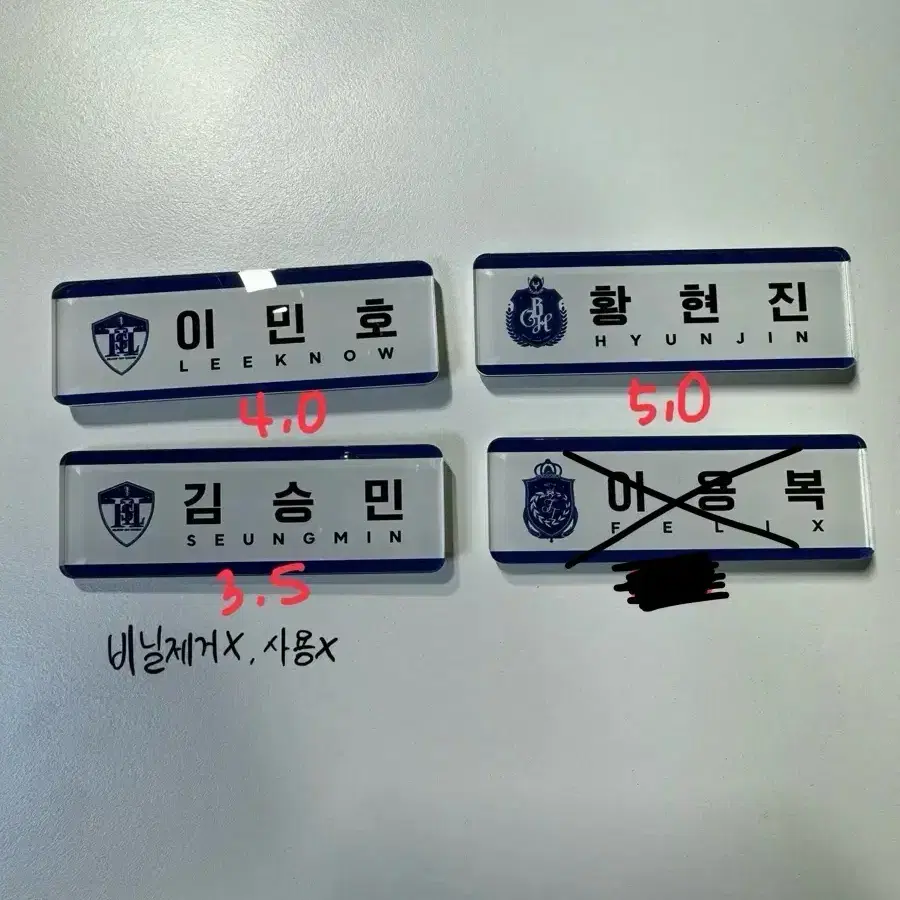 이 민 호
LEEKNOW
4.0
황 현 진
HYUNJIN
5.0
김 승 민
SEUNGMIN
3.5
이 용 복
FELIX
비닐제거X, 사용X